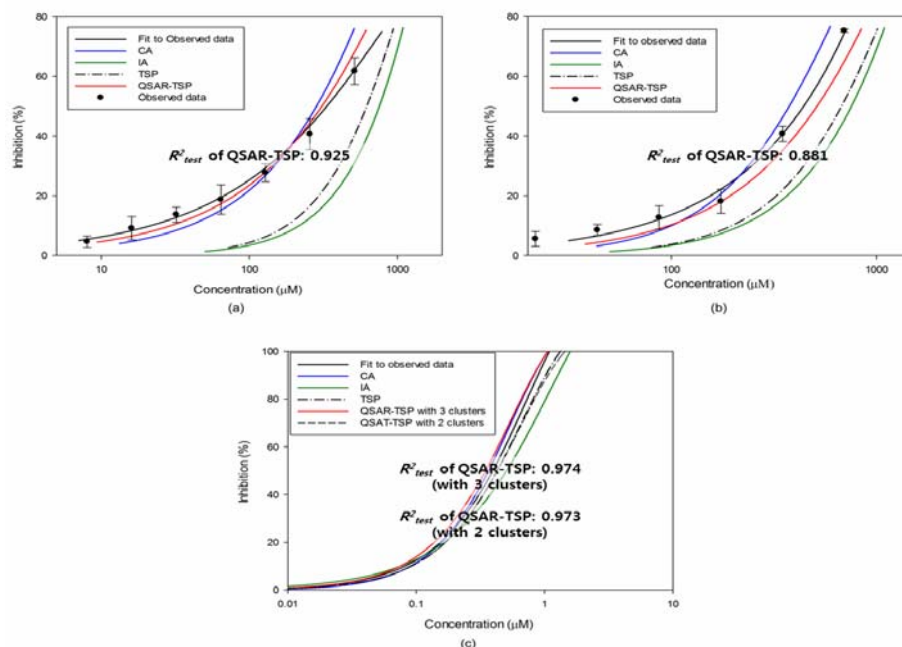 80
60
40
20
0
Inhibition (%)
Fit to Observed data
CA
IA
TSP
QSAR-TSP
Observed data
R²test of QSAR-TSP: 0.925
10
100
1000
Concentration (μM)
(a)
80
60
40
20
0
Inhibition (%)
Fit to observed data
CA
IA
TSP
QSAR-TSP
Observed data
R²test of QSAR-TSP: 0.881
100
1000
Concentration (μM)
(b)
100
80
60
40
20
0
Inhibition (%)
Fit to observed data
CA
IA
TSP
QSAR-TSP with 3 clusters
QSAT-TSP with 2 clusters
R²test of QSAR-TSP: 0.974
(with 3 clusters)
R²test of QSAR-TSP: 0.973
(with 2 clusters)
0.01
0.1
1
10
Concentration (μM)
(c)